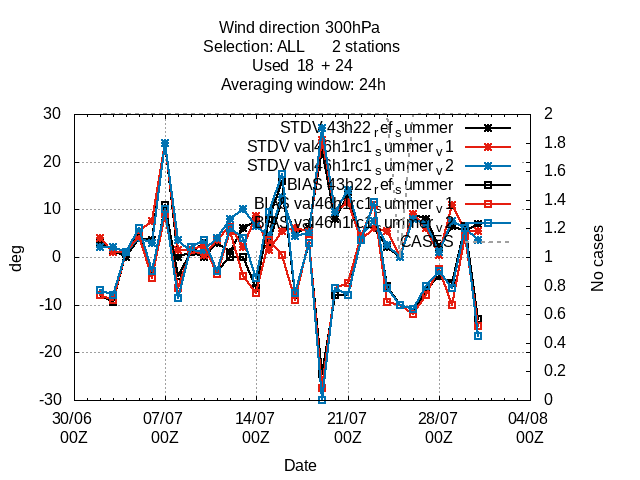 Wind direction 300hPa
Selection: ALL 2 stations
Used 18 + 24
Averaging window: 24h
30
20
10
0
-10
-20
-30
deg
2
1.8
1.6
1.4
1.2
1
0.8
0.6
0.4
0.2
0
No cases
STDV 43h22_ref_summer
STDV val46h1rc1_summer_v1
STDV val46h1rc1_summer_v2
BIAS 43h22_ref_summer
BIAS val46h1rc1_summer_v1
BIAS val46h1rc1_summer_v2
CASES
30/06 07/07 14/07 21/07 28/07 04/08
00Z 00Z 00Z 00Z 00Z 00Z
Date